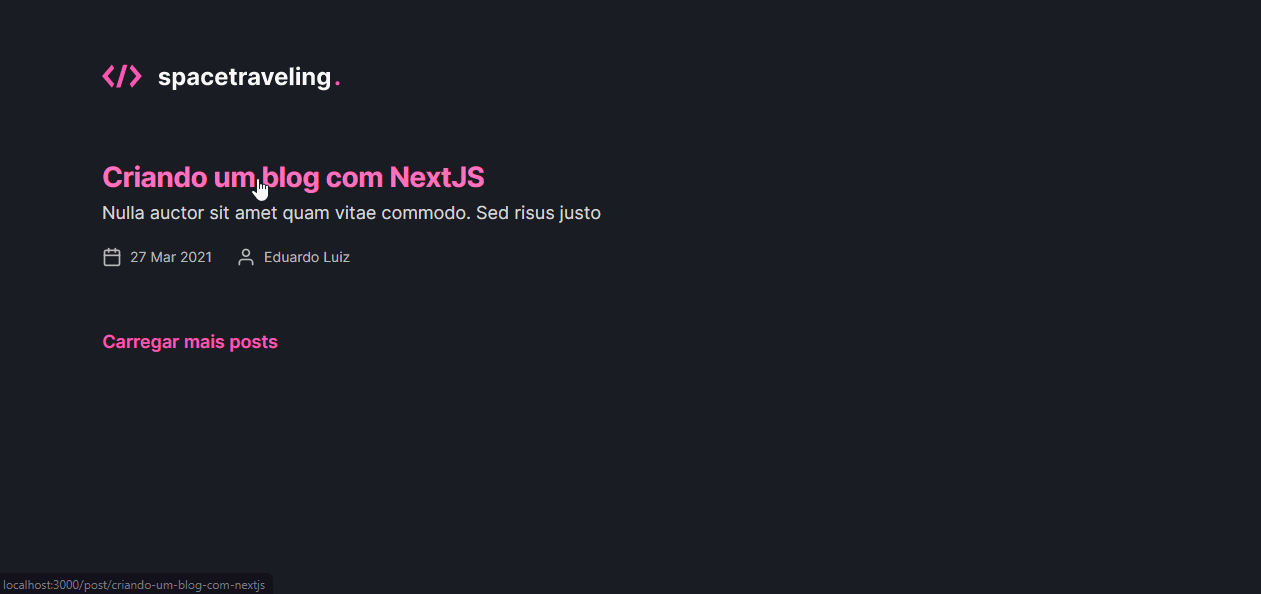 </> spacetraveling.
Criando um blog com NextJS
Nulla auctor sit amet quam vitae commodo. Sed risus justo
27 Mar 2021 Eduardo Luiz
Carregar mais posts
localhost:3000/post/criando-um-blog-com-nextjs